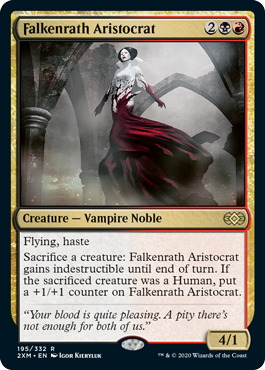 Falkenrath Aristocrat 2
Creature — Vampire Noble
Flying, haste
Sacrifice a creature: Falkenrath Aristocrat
gains indestructible until end of turn. If
the sacrificed creature was a Human, put
a +1/+1 counter on Falkenrath Aristocrat.
“Your blood is quite pleasing. A pity there’s
not enough for both of us.”
4/1
195/332 R
2XM • EN Igor Kieryluk
™ & © 2020 Wizards of the Coast